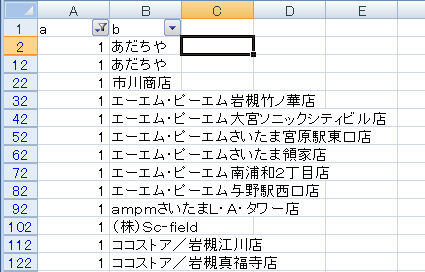 A B C D E
1 a b
2 1 あだちや
12 1 あだちや
22 1 市川商店
32 1 エーエム・ピーエム岩槻竹ノ華店
42 1 エーエム・ピーエム大宮ソニックシティビル店
52 1 エーエム・ピーエムさいたま宮原駅東口店
62 1 エーエム・ピーエムさいたま領家店
72 1 エーエム・ピーエム南浦和2丁目店
82 1 エーエム・ピーエム与野駅西口店
92 1 ampmさいたまL・A・タワー店
102 1 (株)Sc-field
112 1 ココストア/岩槻江川店
122 1 ココストア/岩槻真福寺店